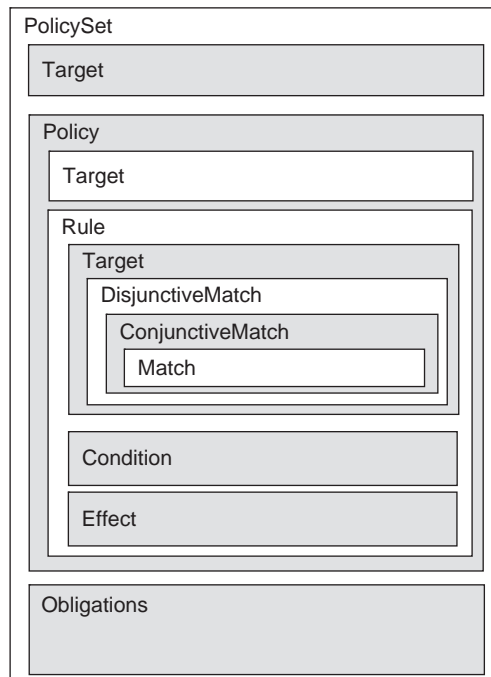 PolicySet
Target
Policy
Target
Rule
Target
DisjunctiveMatch
ConjunctiveMatch
Match
Condition
Effect
Obligations